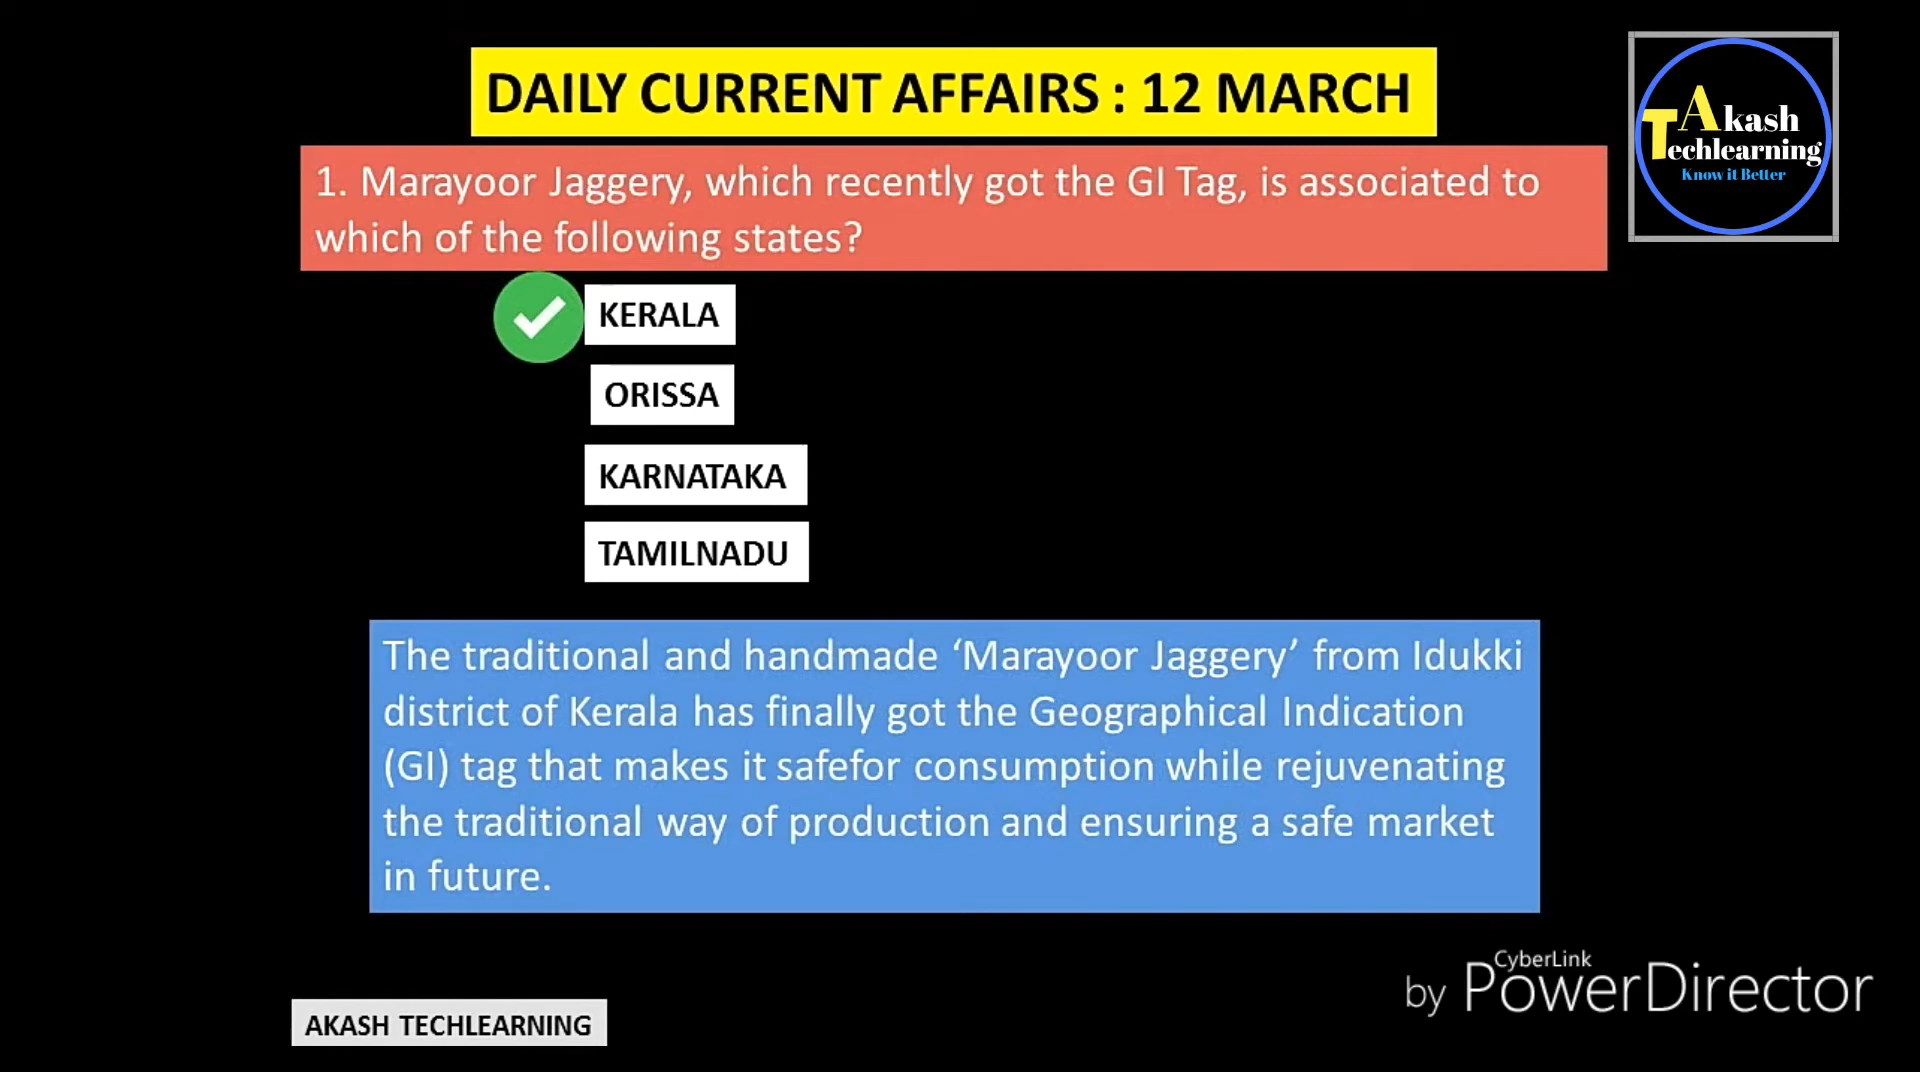 DAILY CURRENT AFFAIRS : 12 MARCH
Akash
Techlearning
Know it Better
1. Marayoor Jaggery, which recently got the GI Tag, is associated to
which of the following states?
KERALA
ORISSA
KARNATAKA
TAMILNADU
The traditional and handmade ‘Marayoor Jaggery’ from Idukki
district of Kerala has finally got the Geographical Indication
(GI) tag that makes it safefor consumption while rejuvenating
the traditional way of production and ensuring a safe market
in future.
CyberLink
by PowerDirector
AKASH TECHLEARNING